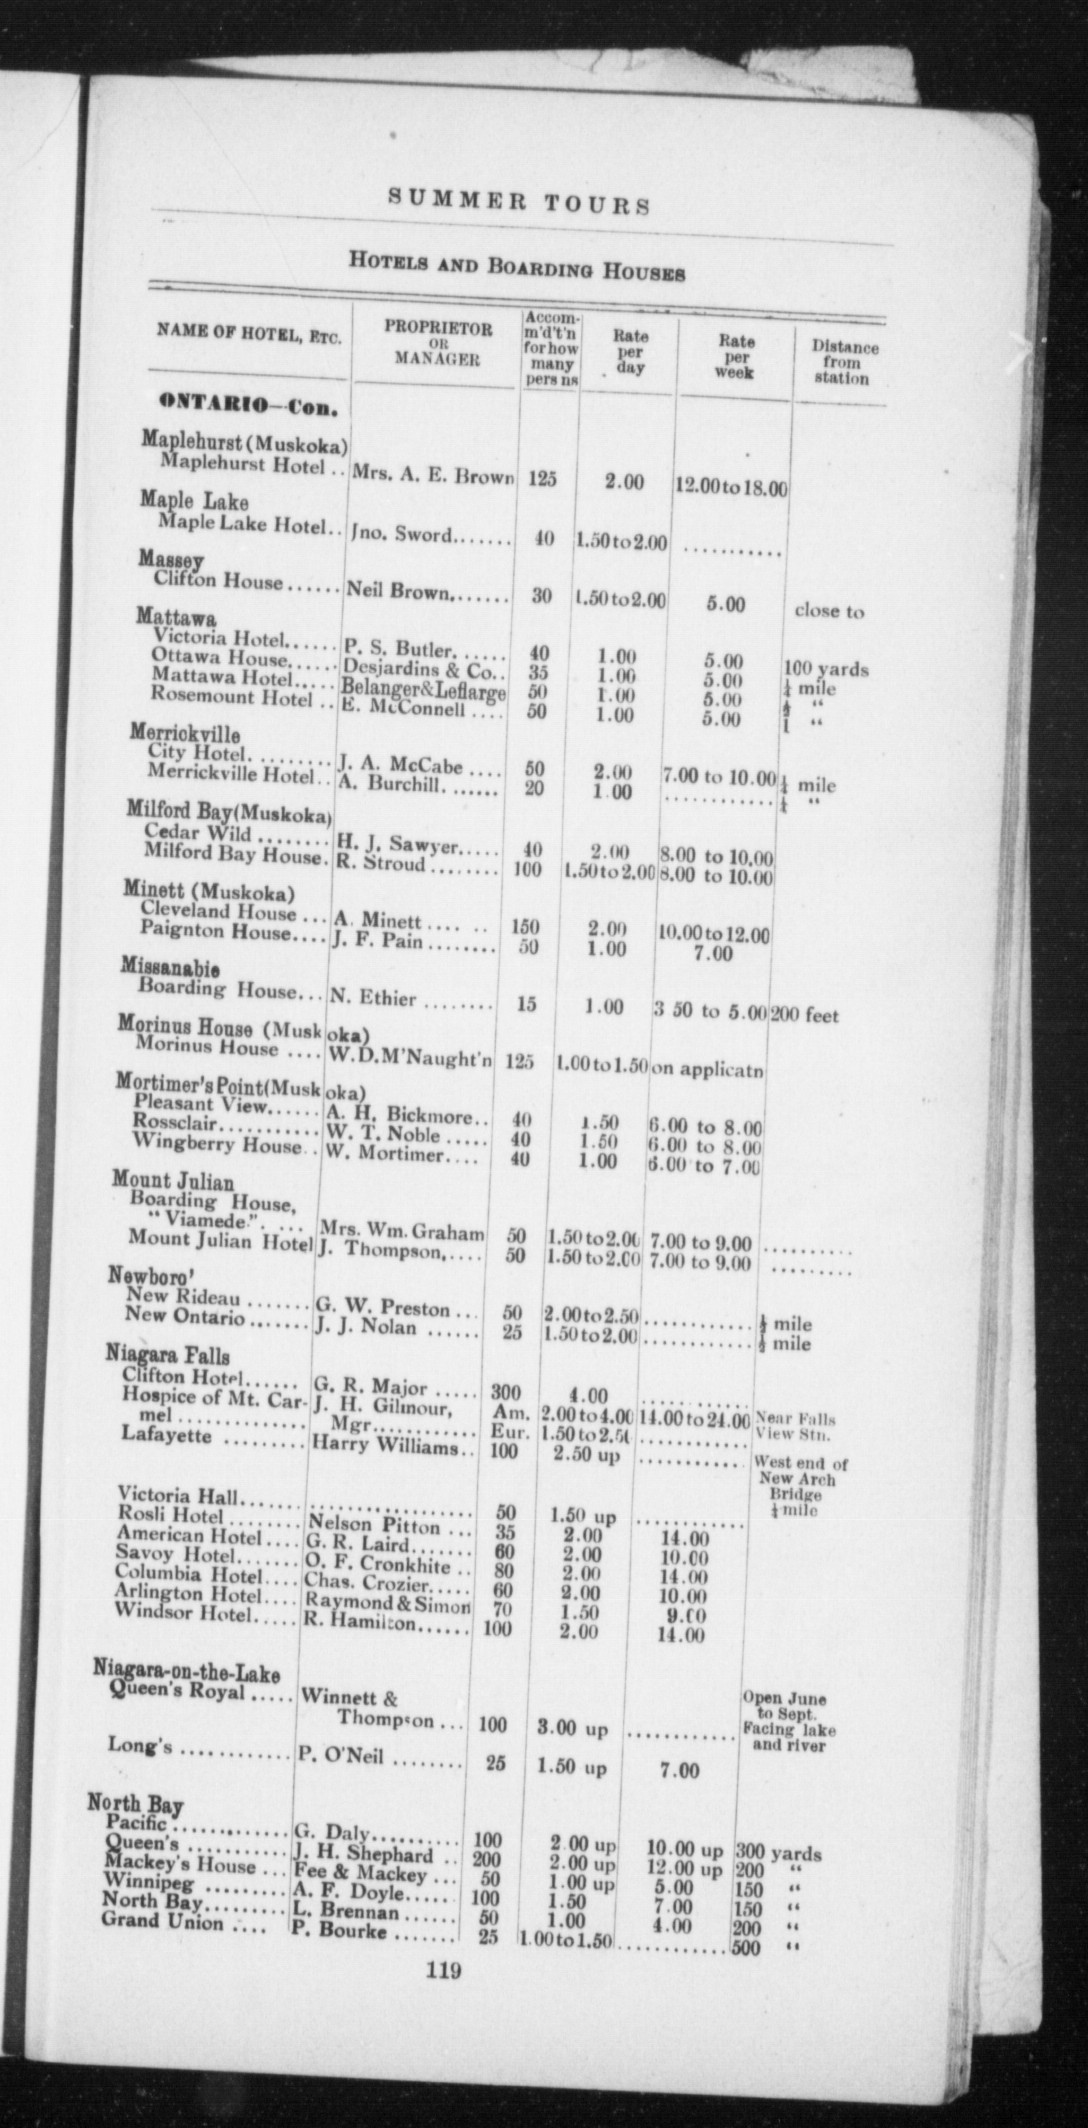 SUMMER TOURS
HOTELS AND BOARDING HOUSES
NAME OF HOTEL, ETC. PROPRIETOR OR MANAGER Accom-m'd't'n for how many pers ns Rate per day Rate per week Distance from station
ONTARIO—Con.
Maplehurst (Muskoka)
Maplehurst Hotel .. Mrs. A. E. Brown 125 2.00 12.00 to 18.00
Maple Lake
Maple Lake Hotel.. Jno. Sword....... 40 1.50 to 2.00 ...........
Massey
Clifton House ...... Neil Brown....... 30 1.50 to 2.00 5.00 close to
Mattawa
Victoria Hotel...... P. S. Butler...... 40 1.00 5.00 100 yards
Ottawa House...... Desjardins & Co.. 35 1.00 5.00 ¼ mile
Mattawa Hotel..... Belanger&Leflarge 50 1.00 5.00 ½ "
Rosemount Hotel .. E. McConnell .... 50 1.00 5.00 "
Merrickville
City Hotel.......... J. A. McCabe .... 50 2.00 7.00 to 10.00 mile
Merrickville Hotel.. A. Burchill. ...... 20 1.00 ............ "
Milford Bay (Muskoka)
Cedar Wild ........ H. J. Sawyer..... 40 2.00 8.00 to 10.00
Milford Bay House. R. Stroud ........ 100 1.50 to 2.00 8.00 to 10.00
Minett (Muskoka)
Cleveland House ... A. Minett .... .. 150 2.00 10.00 to 12.00
Paignton House.... J. F. Pain ........ 50 1.00 7.00
Missanabie
Boarding House... N. Ethier ........ 15 1.00 3 50 to 5.00 200 feet
Morinus House (Muskoka)
Morinus House .... W.D.M'Naught'n 125 1.00 to 1.50 on applicatn
Mortimer's Point (Muskoka)
Pleasant View...... A. H. Bickmore.. 40 1.50 6.00 to 8.00
Rossclair........... W. T. Noble ..... 40 1.50 6.00 to 8.00
Wingberry House.. W. Mortimer.... 40 1.00 6.00 to 7.00
Mount Julian
Boarding House,
"Viamede". ... Mrs. Wm. Graham 50 1.50 to 2.00 7.00 to 9.00 ..........
Mount Julian Hotel J. Thompson..... 50 1.50 to 2.00 7.00 to 9.00 .........
Newboro'
New Rideau ....... G. W. Preston ... 50 2.00 to 2.50 ............ ½ mile
New Ontario ....... J. J. Nolan ...... 25 1.50 to 2.00 ............ ½ mile
Niagara Falls
Clifton Hotel...... G. R. Major ..... 300 4.00 ............
Hospice of Mt. Car- J. H. Gilmour, Am. 2.00 to 4.00 14.00 to 24.00 Near Falls
mel .............. Mgr............ Eur. 1.50 to 2.50 ............ View Stn.
Lafayette ......... Harry Williams.. 100 2.50 up ............ West end of
New Arch
Bridge
Victoria Hall....... .................. 50 1.50 up ............ ¼ mile
Rosli Hotel ........ Nelson Pitton ... 35 2.00 14.00
American Hotel .... G. R. Laird....... 60 2.00 10.00
Savoy Hotel....... O. F. Cronkhite .. 80 2.00 14.00
Columbia Hotel.... Chas. Crozier..... 60 2.00 10.00
Arlington Hotel.... Raymond & Simon 70 1.50 9.00
Windsor Hotel..... R. Hamilton...... 100 2.00 14.00
Niagara-on-the-Lake
Queen's Royal ..... Winnett & Open June
Thompson ... 100 3.00 up ............ to Sept.
Facing lake
and river
Long's ............ P. O'Neil ........ 25 1.50 up 7.00
North Bay
Pacific ............. G. Daly.......... 100 2.00 up 10.00 up 300 yards
Queen's ........... J. H. Shephard .. 200 2.00 up 12.00 up 200 "
Mackey's House ... Fee & Mackey ... 50 1.00 up 5.00 150 "
Winnipeg ......... A. F. Doyle...... 100 1.50 7.00 150 "
North Bay......... L. Brennan ...... 50 1.00 4.00 200 "
Grand Union .... P. Bourke ....... 25 1.00 to 1.50 ............ 500 "
119